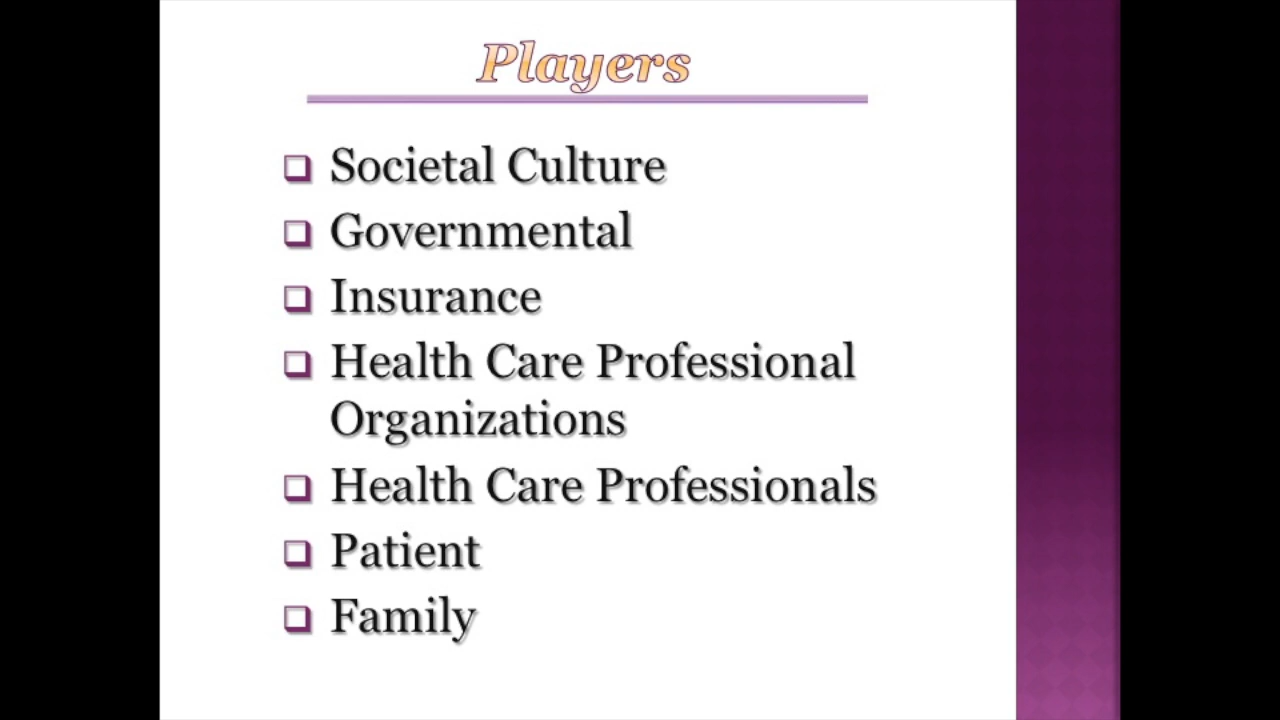 Players
Societal Culture
Governmental
Insurance
Health Care Professional
Organizations
Health Care Professionals
Patient
Family